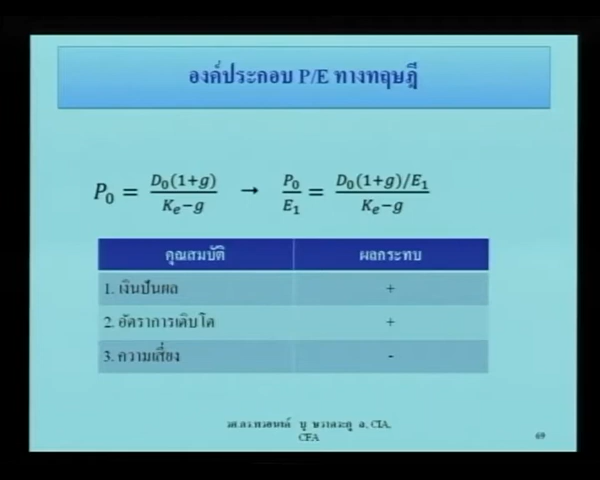 องค์ประกอบ P/E ทางทฤษฎี
P₀ = D₀(1+g) / Kₑ−g → P₀/E₁ = D₀(1+g)/E₁ / Kₑ−g
คุณสมบัติ ผลกระทบ
1. เงินปันผล +
2. อัตราการเติบโต +
3. ความเสี่ยง -
CIA,
CFA
69